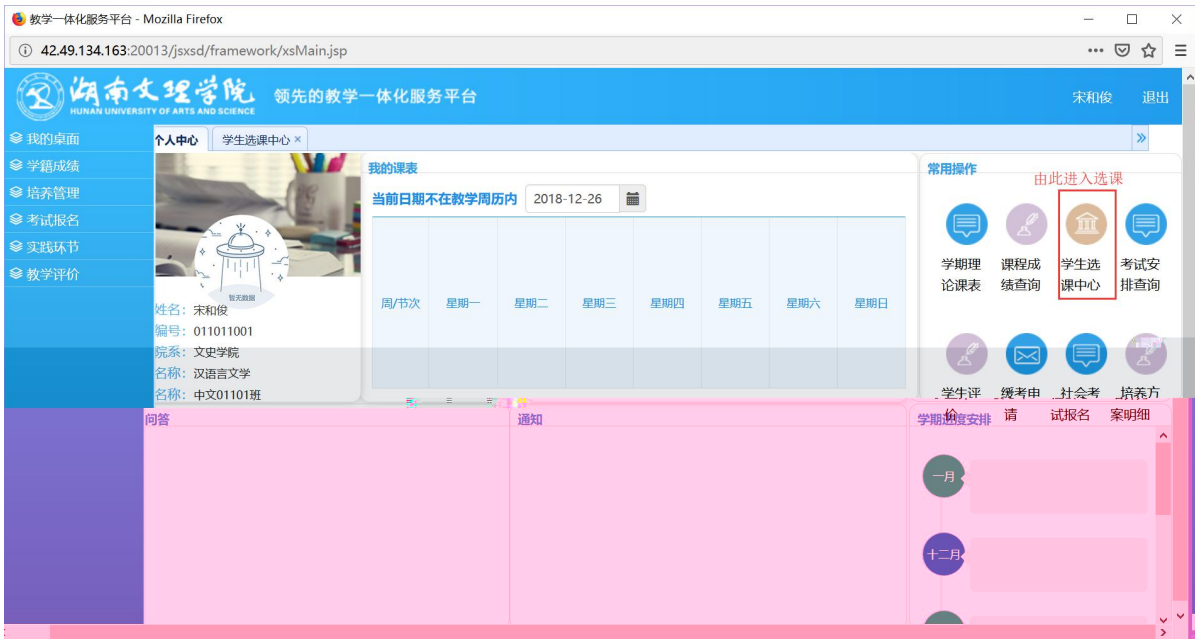 教学一体化服务平台 - Mozilla Firefox
42.49.134.163:20013/jsxsd/framework/xsMain.jsp
湖南文理学院
HUNAN UNIVERSITY OF ARTS AND SCIENCE
领先的教学一体化服务平台
宋和俊 退出
我的桌面
学籍成绩
培养管理
考试报名
实践环节
教学评价
个人中心 学生选课中心 ×
暂无数据
姓名: 宋和俊
编号: 011011001
院系: 文史学院
名称: 汉语言文学
名称: 中文01101班
我的课表
当前日期不在教学周历内 2018-12-26
周/节次 星期一 星期二 星期三 星期四 星期五 星期六 星期日
常用操作
由此进入选课
学期理论课表
课程成绩查询
学生选课中心
考试安排查询
学生评价
缓考申请
社会考试报名
培养方案明细
问答
通知
学期进度安排
一月
十二月